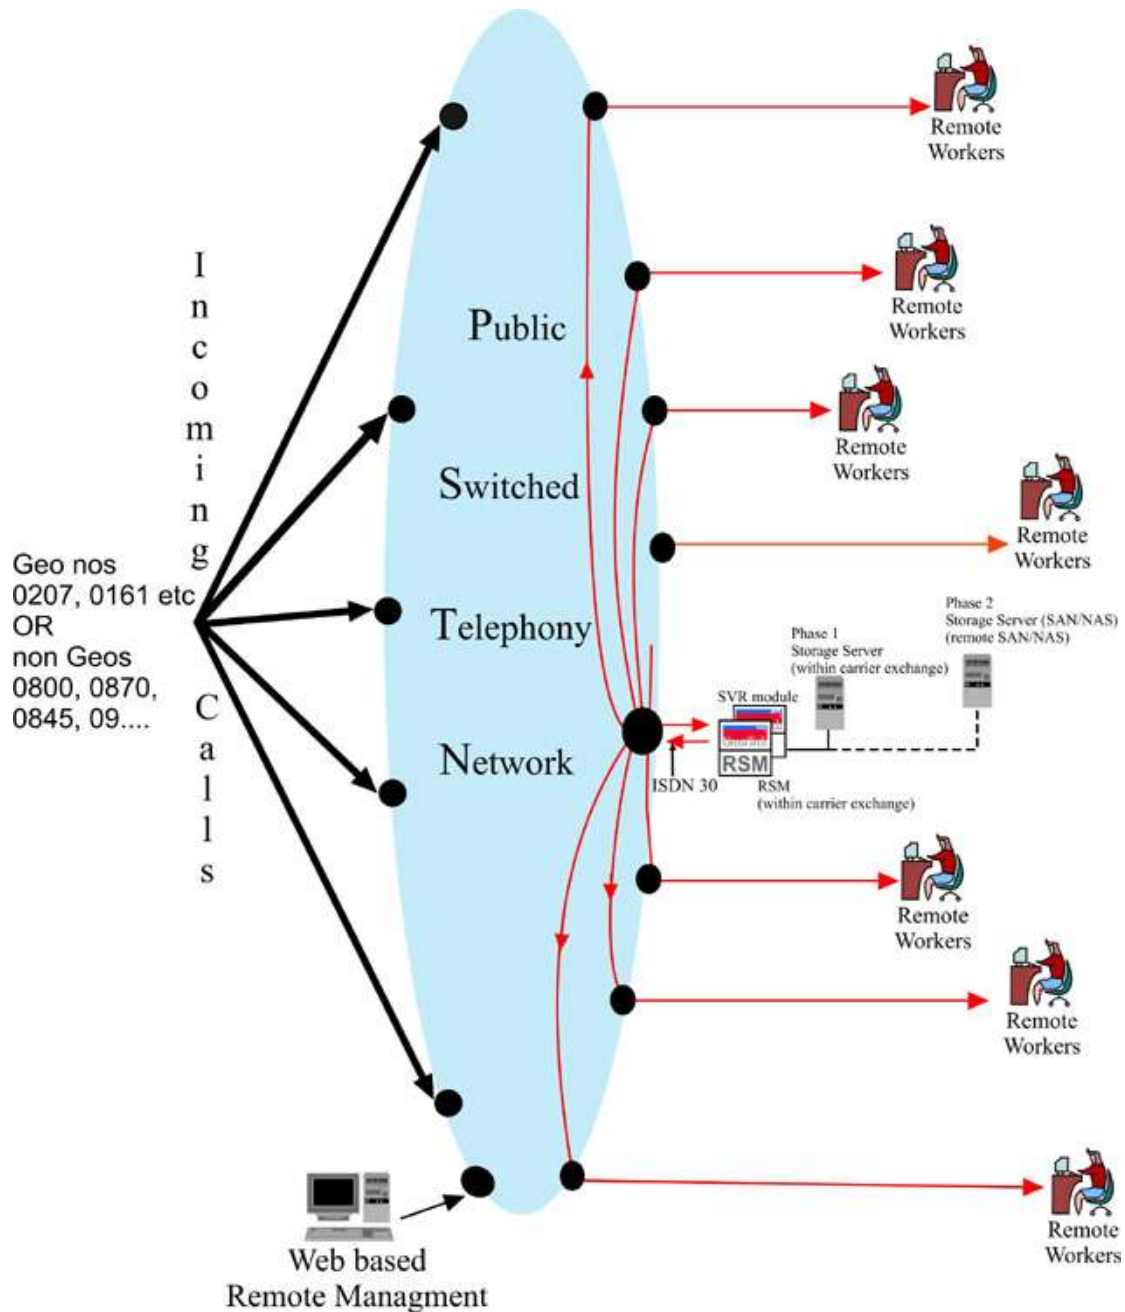 Incoming Calls
Geo nos
0207, 0161 etc
OR
non Geos
0800, 0870,
0845, 09....
Public
Switched
Telephony
Network
Remote
Workers
Remote
Workers
Remote
Workers
Remote
Workers
Phase 2
Storage Server (SAN/NAS)
(remote SAN/NAS)
Phase 1
Storage Server
(within carrier exchange)
SVR module
RSM
ISDN 30
RSM
(within carrier exchange)
Remote
Workers
Remote
Workers
Remote
Workers
Web based
Remote Managment